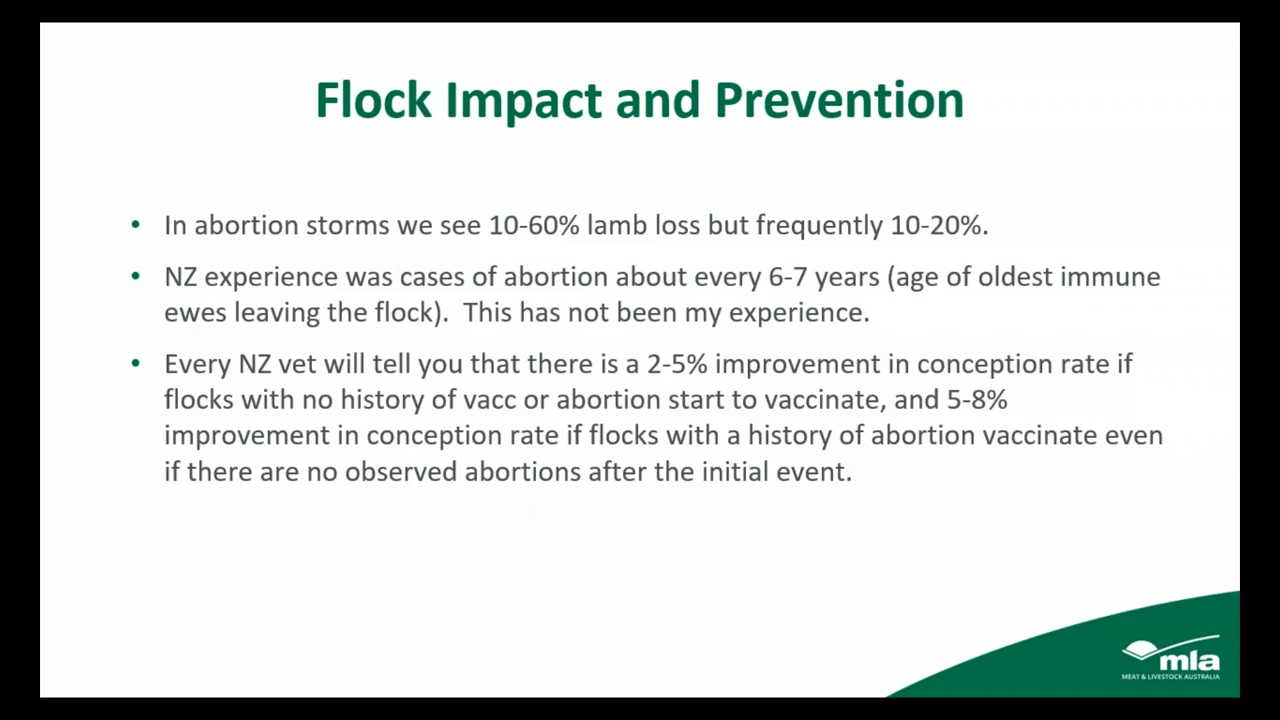 Flock Impact and Prevention
• In abortion storms we see 10-60% lamb loss but frequently 10-20%.
• NZ experience was cases of abortion about every 6-7 years (age of oldest immune
ewes leaving the flock).  This has not been my experience.
• Every NZ vet will tell you that there is a 2-5% improvement in conception rate if
flocks with no history of vacc or abortion start to vaccinate, and 5-8%
improvement in conception rate if flocks with a history of abortion vaccinate even
if there are no observed abortions after the initial event.
mla
MEAT & LIVESTOCK AUSTRALIA